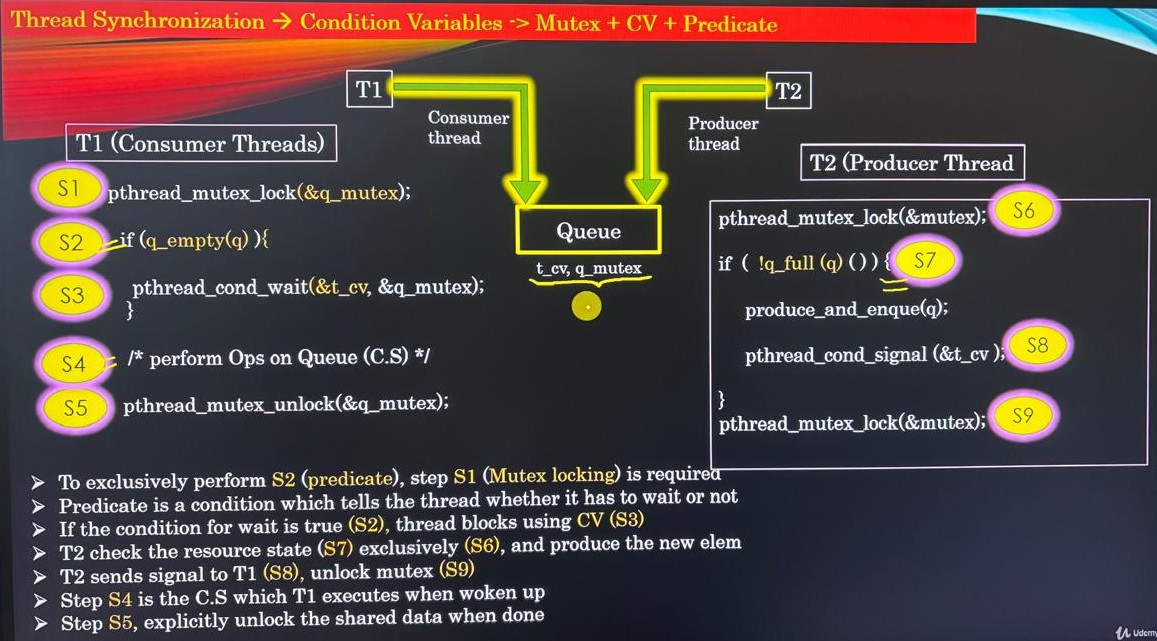 Thread Synchronization → Condition Variables -> Mutex + CV + Predicate
T1
T2
Consumer
thread
Producer
thread
T1 (Consumer Threads)
T2 (Producer Thread
S1 pthread_mutex_lock(&q_mutex);
S2 if (q_empty(q) ){
S3 pthread_cond_wait(&t_cv, &q_mutex);
}
S4 /* perform Ops on Queue (C.S) */
S5 pthread_mutex_unlock(&q_mutex);
Queue
t_cv, q_mutex
pthread_mutex_lock(&mutex); S6
if ( !q_full (q) ( ) ) { S7
produce_and_enque(q);
pthread_cond_signal (&t_cv ); S8
}
pthread_mutex_lock(&mutex); S9
➤ To exclusively perform S2 (predicate), step S1 (Mutex locking) is required
➤ Predicate is a condition which tells the thread whether it has to wait or not
➤ If the condition for wait is true (S2), thread blocks using CV (S3)
➤ T2 check the resource state (S7) exclusively (S6), and produce the new elem
➤ T2 sends signal to T1 (S8), unlock mutex (S9)
➤ Step S4 is the C.S which T1 executes when woken up
➤ Step S5, explicitly unlock the shared data when done
Udemy